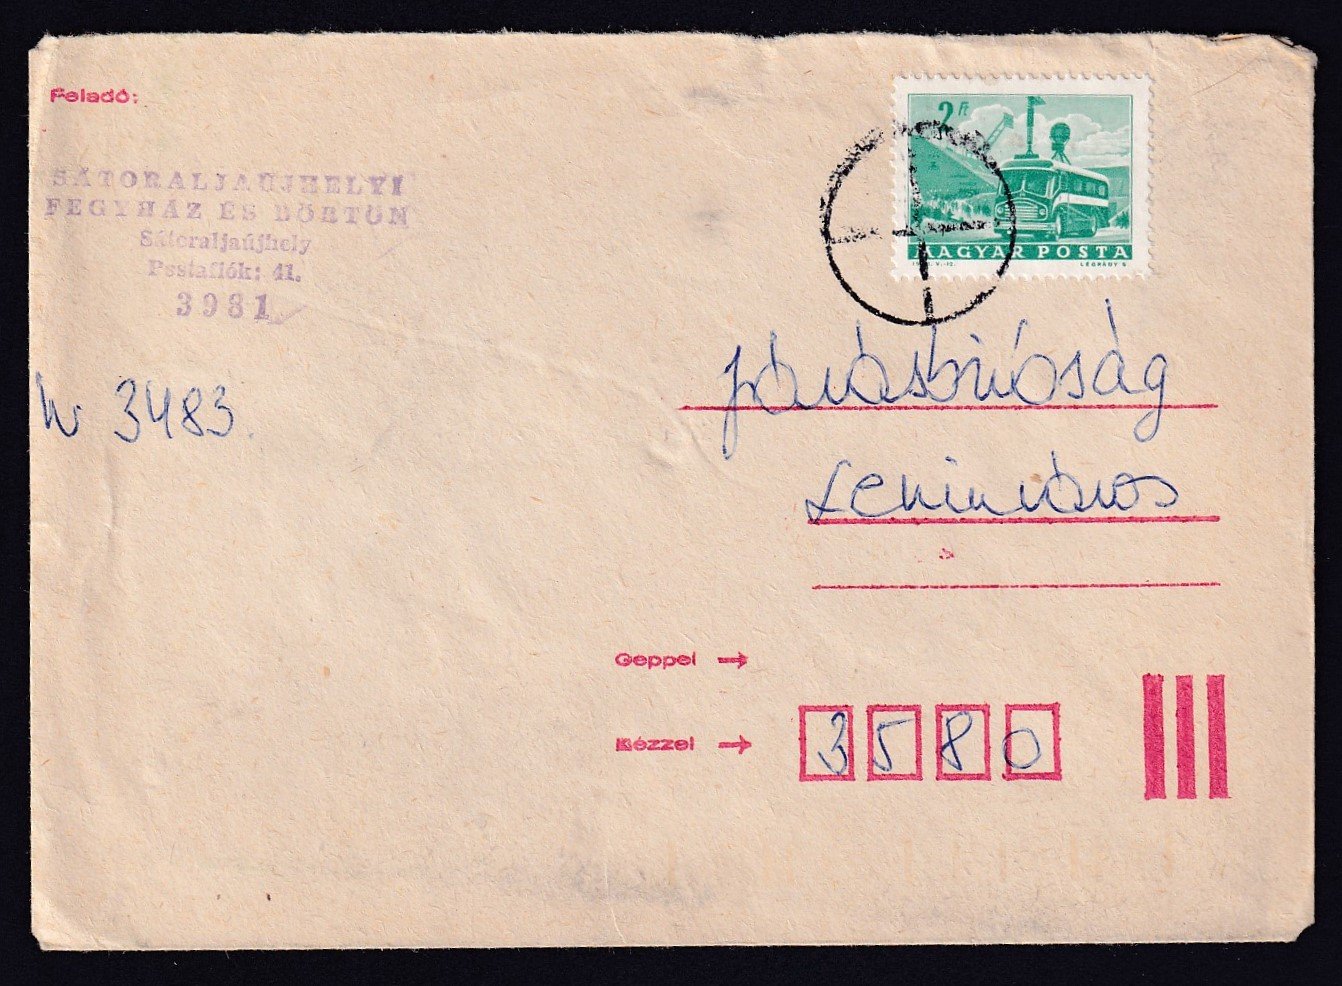 Feladó:
SÁTORALJAÚJHELYI
FEGYHÁZ ÉS BÖRTÖN
Sátoraljaújhely
Postafiók: 41.
3981
3483.
2 Ft
MAGYAR POSTA
LÉGRÁDY S.
Járásbíróság
Leninváros
Géppel →
Kézzel →
3580